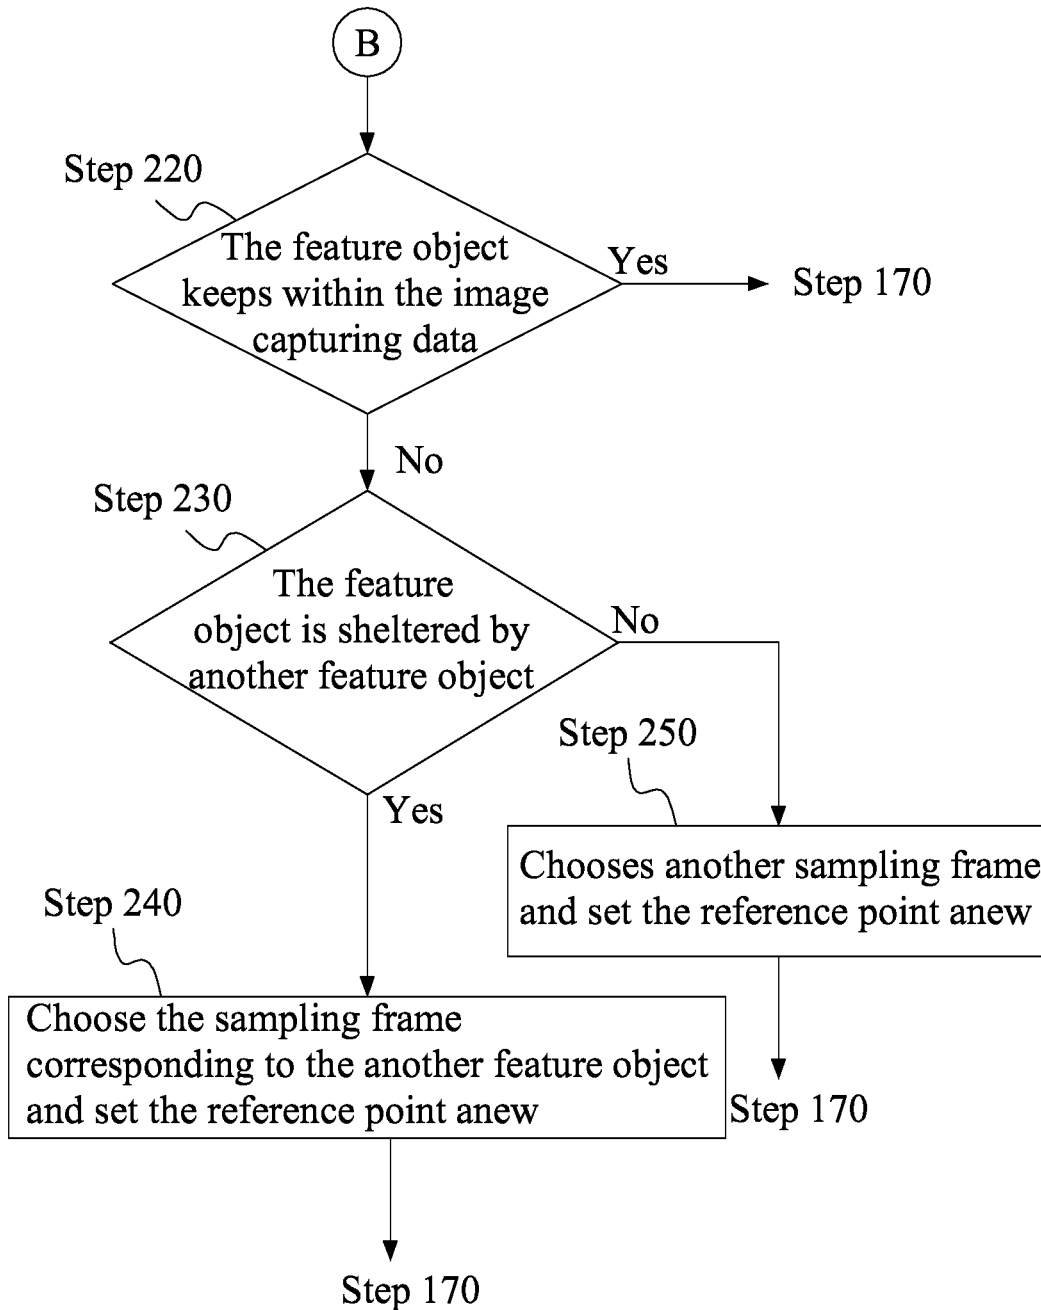 B
Step 220
The feature object
keeps within the image
capturing data
Yes
Step 170
No
Step 230
The feature
object is sheltered by
another feature object
No
Step 250
Yes
Chooses another sampling frame
and set the reference point anew
Step 240
Choose the sampling frame
corresponding to the another feature object
and set the reference point anew
Step 170
Step 170